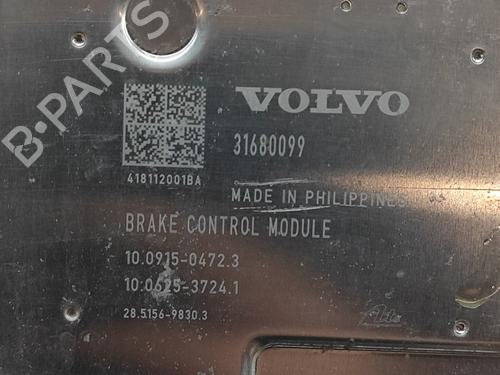 B-PARTS
VOLVO
31680099
418112001BA
MADE IN PHILIPPINES
BRAKE CONTROL MODULE
10.0915-0472.3
10.0625-3724.1
28.5156-9830.3